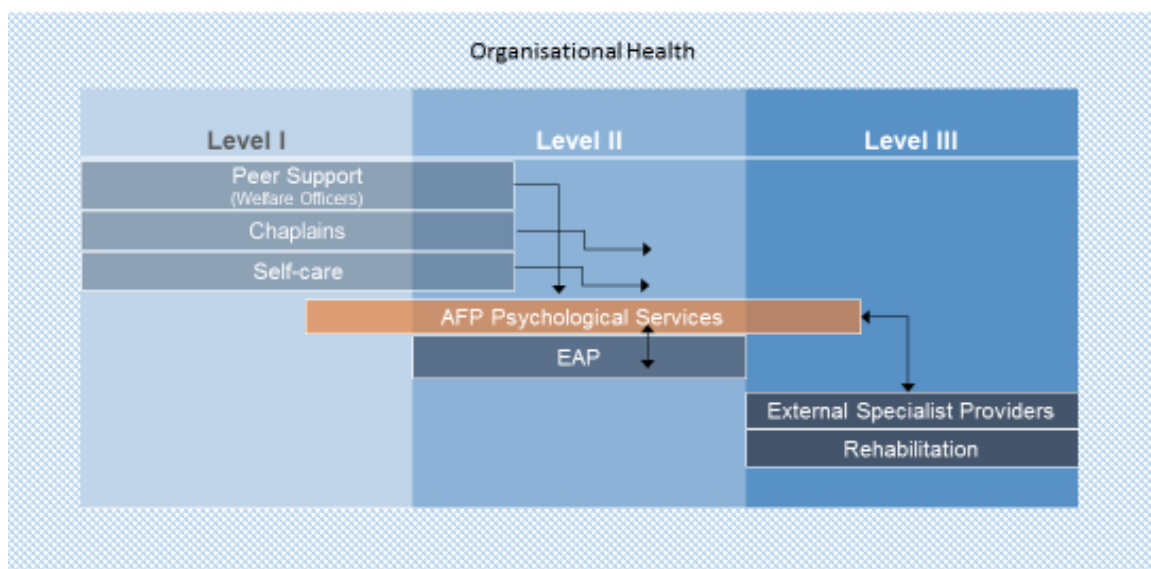 Organisational Health
Level I
Level II
Level III
Peer Support
(Welfare Officers)
Chaplains
Self-care
AFP Psychological Services
EAP
External Specialist Providers
Rehabilitation